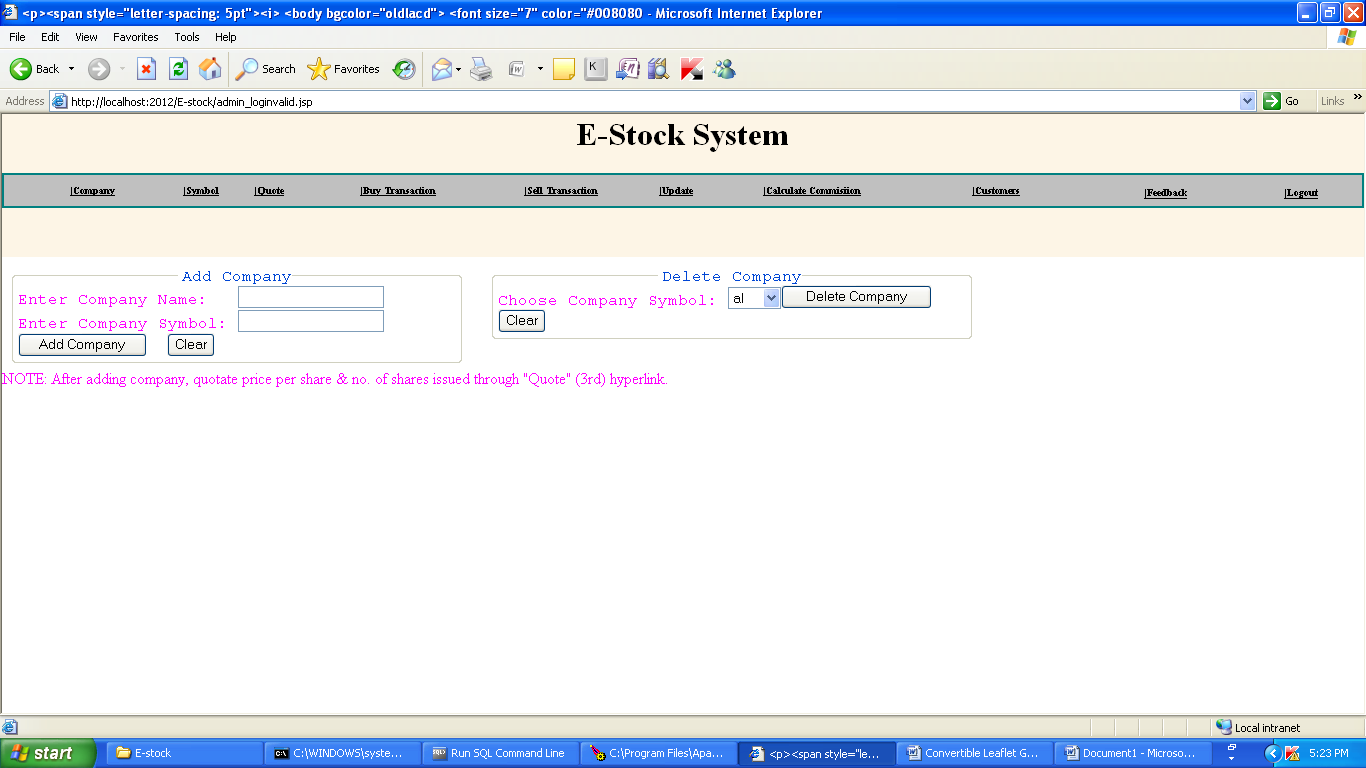 <p><span style="letter-spacing: 5pt"><i> <body bgcolor="oldlacd"> <font size="7" color="#008080 - Microsoft Internet Explorer
File Edit View Favorites Tools Help
Back Search Favorites
Address http://localhost:2012/E-stock/admin_loginvalid.jsp Go Links »
E-Stock System
|Company |Symbol |Quote |Buy Transaction |Sell Transaction |Update |Calculate Commisiion |Customers |Feedback |Logout
Add Company Delete Company
Enter Company Name: Choose Company Symbol: al Delete Company
Enter Company Symbol: Clear
Add Company Clear
NOTE: After adding company, quotate price per share & no. of shares issued through "Quote" (3rd) hyperlink.
Local intranet
start E-stock C:\WINDOWS\syste... Run SQL Command Line C:\Program Files\Apa... <p><span style="le... Convertible Leaflet G... Document1 - Microso... 5:23 PM